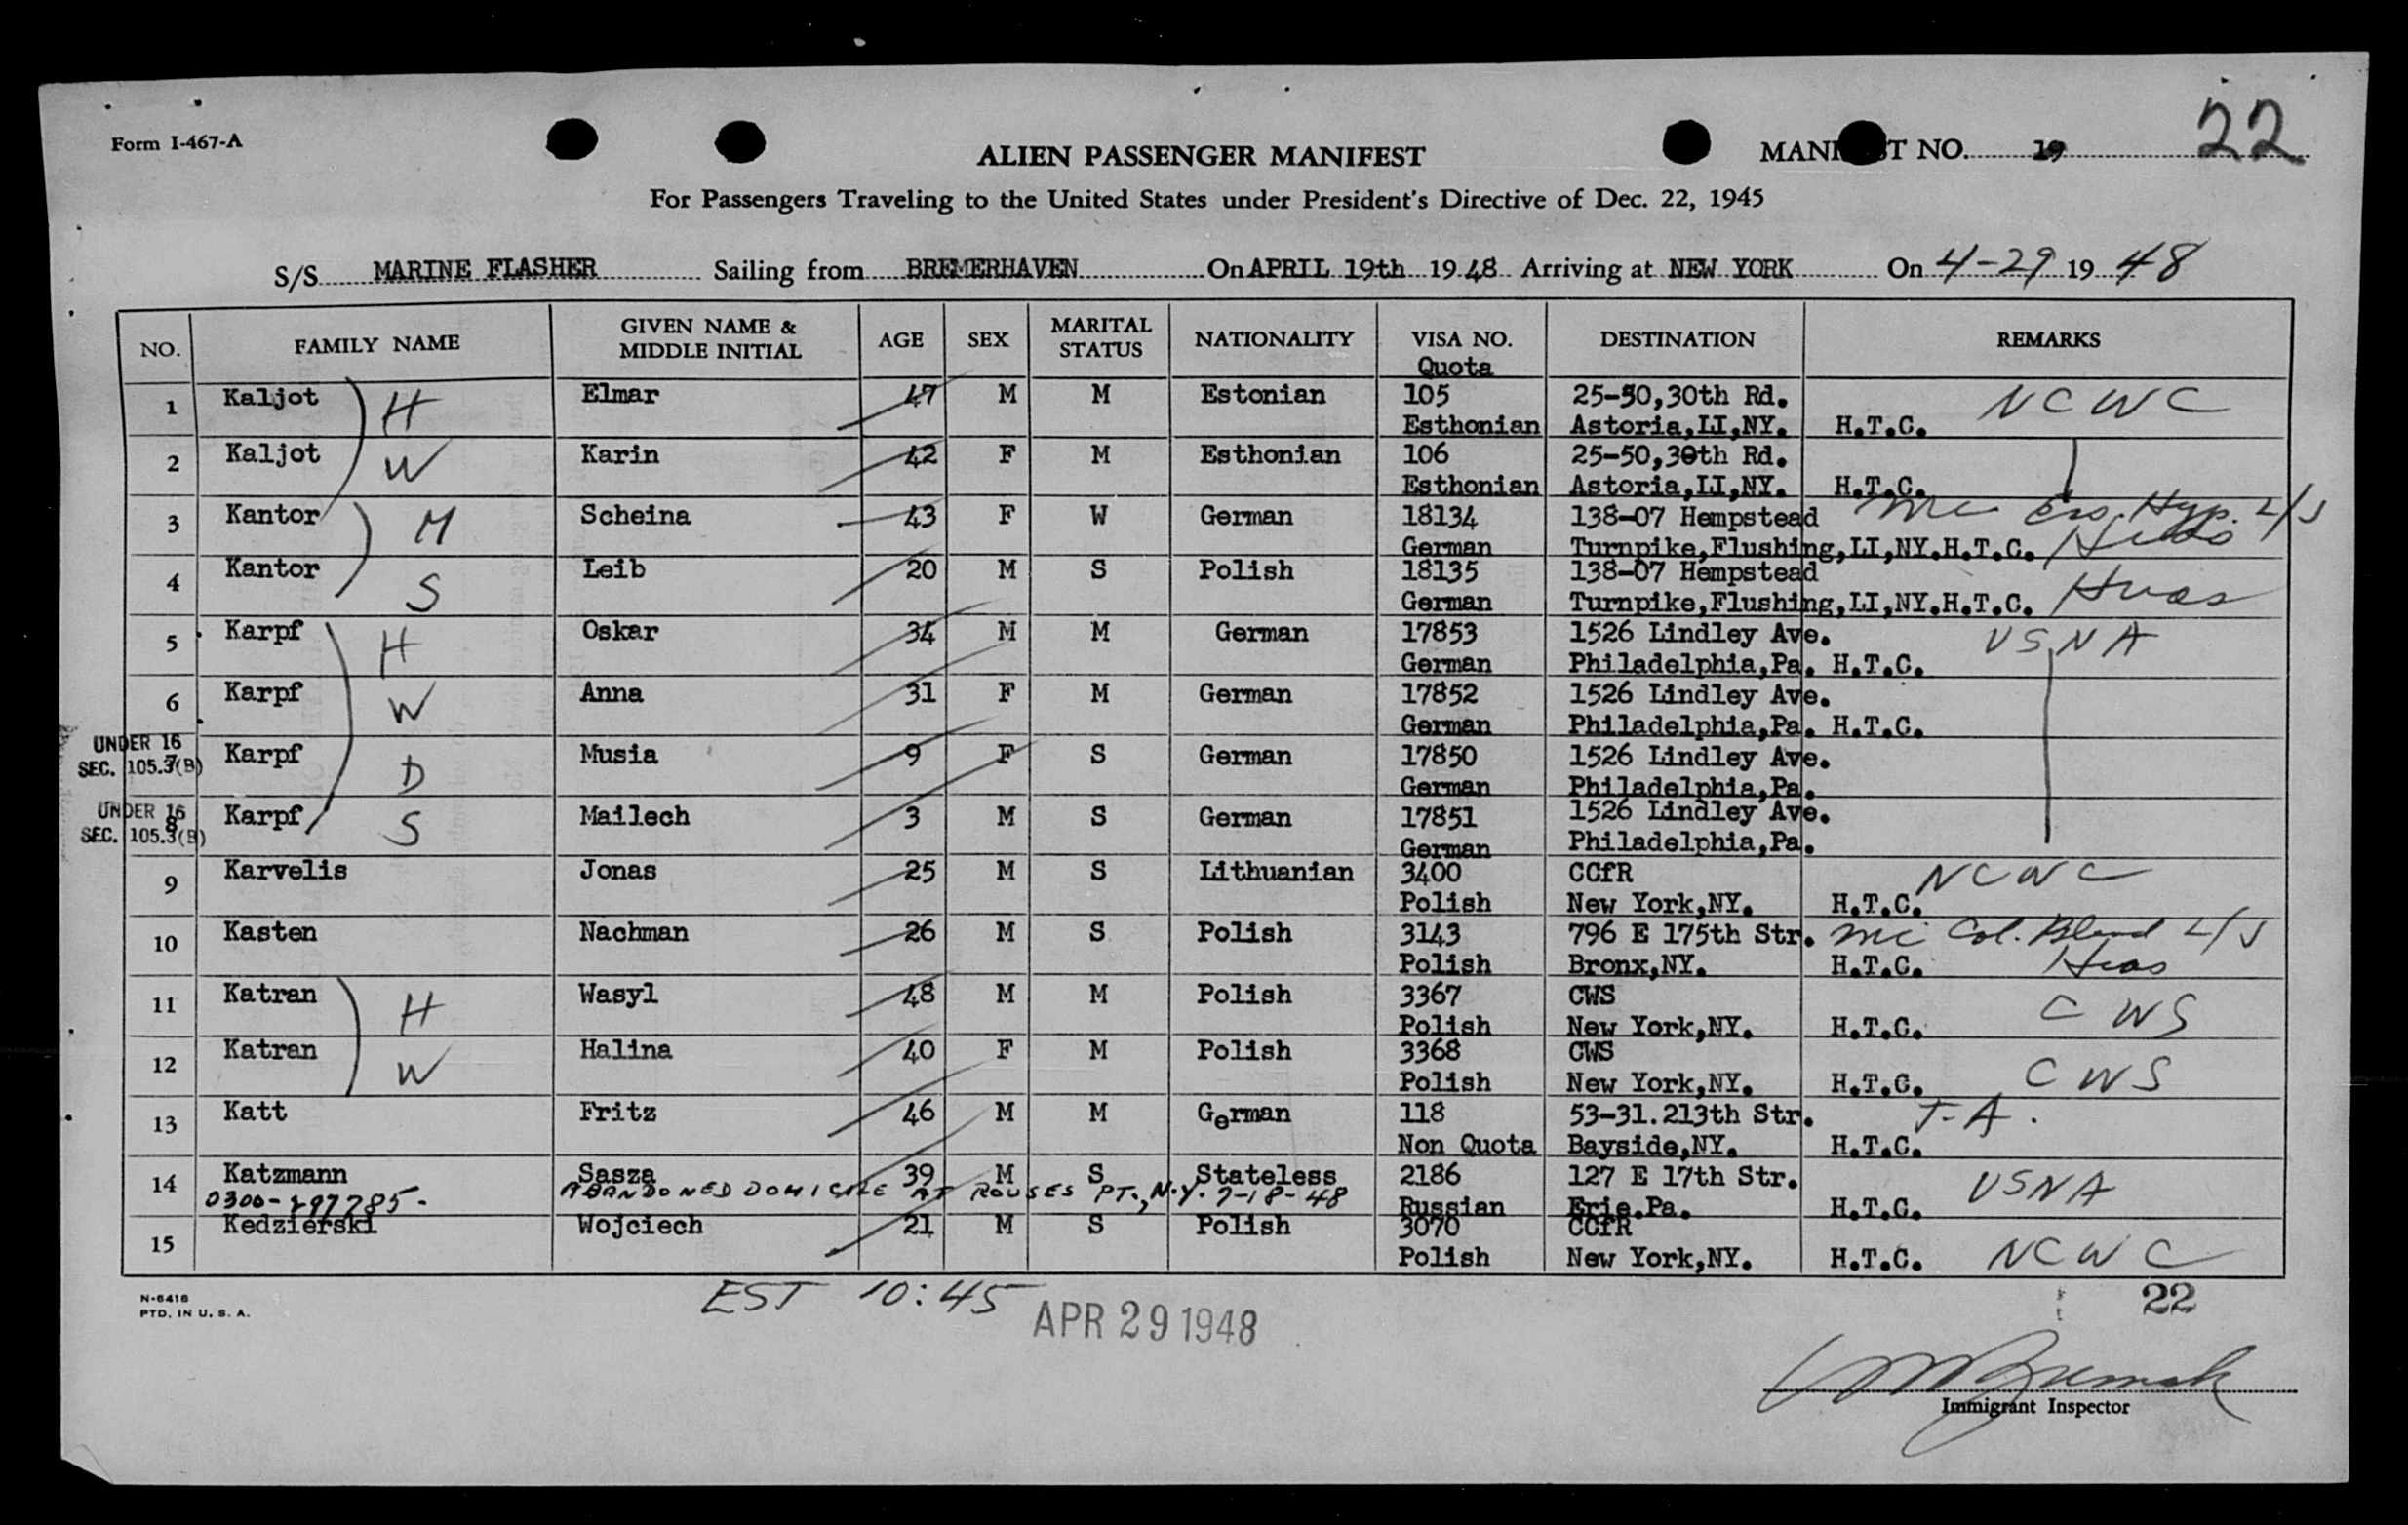 Form I-467-A
ALIEN PASSENGER MANIFEST
MANI T NO. 19 22
For Passengers Traveling to the United States under President's Directive of Dec. 22, 1945
S/S MARINE FLASHER Sailing from BREMERHAVEN On APRIL 19th 19 48 Arriving at NEW YORK On 4-29 19 48
NO. FAMILY NAME GIVEN NAME & MIDDLE INITIAL AGE SEX MARITAL STATUS NATIONALITY VISA NO. Quota DESTINATION REMARKS
1 Kaljot H Elmar 47 M M Estonian 105 25-50,30th Rd. NCWC
Esthonian Astoria,LI,NY. H.T.C.
2 Kaljot W Karin 42 F M Esthonian 106 25-50,30th Rd.
Esthonian Astoria,LI,NY. H.T.C.
3 Kantor M Scheina 43 F W German 18134 138-07 Hempstead Hyp. L/S
German Turnpike,Flushing,LI,NY.H.T.C. Hias
4 Kantor S Leib 20 M S Polish 18135 138-07 Hempstead
German Turnpike,Flushing,LI,NY.H.T.C. Hias
5 Karpf H Oskar 34 M M German 17853 1526 Lindley Ave. USNA
German Philadelphia,Pa. H.T.C.
6 Karpf W Anna 31 F M German 17852 1526 Lindley Ave.
German Philadelphia,Pa. H.T.C.
UNDER 16
SEC. 105.3(B)
7 Karpf D Musia 9 F S German 17850 1526 Lindley Ave.
German Philadelphia,Pa.
UNDER 16
SEC. 105.3(B)
8 Karpf S Mailech 3 M S German 17851 1526 Lindley Ave.
German Philadelphia,Pa.
9 Karvelis Jonas 25 M S Lithuanian 3400 CCfR NCWC
Polish New York,NY. H.T.C.
10 Kasten Nachman 26 M S Polish 3143 796 E 175th Str. Col. Blind L/S
Polish Bronx,NY. H.T.C. Hias
11 Katran H Wasyl 48 M M Polish 3367 CWS CWS
Polish New York,NY. H.T.C.
12 Katran W Halina 40 F M Polish 3368 CWS
Polish New York,NY. H.T.C. CWS
13 Katt Fritz 46 M M German 118 53-31.213th Str. T-A.
Non Quota Bayside,NY. H.T.C.
14 Katzmann Sasza 39 M S Stateless 2186 127 E 17th Str. USNA
0300-297785- ABANDONED DOMICILE AT ROUSES PT., N.Y. 7-18-48 Russian Erie.Pa. H.T.C.
15 Kedzierski Wojciech 21 M S Polish 3070 CCfR
Polish New York,NY. H.T.C. NCWC
N-6416
PTD. IN U. S. A.
EST 10:45
APR 29 1948
22
Immigrant Inspector